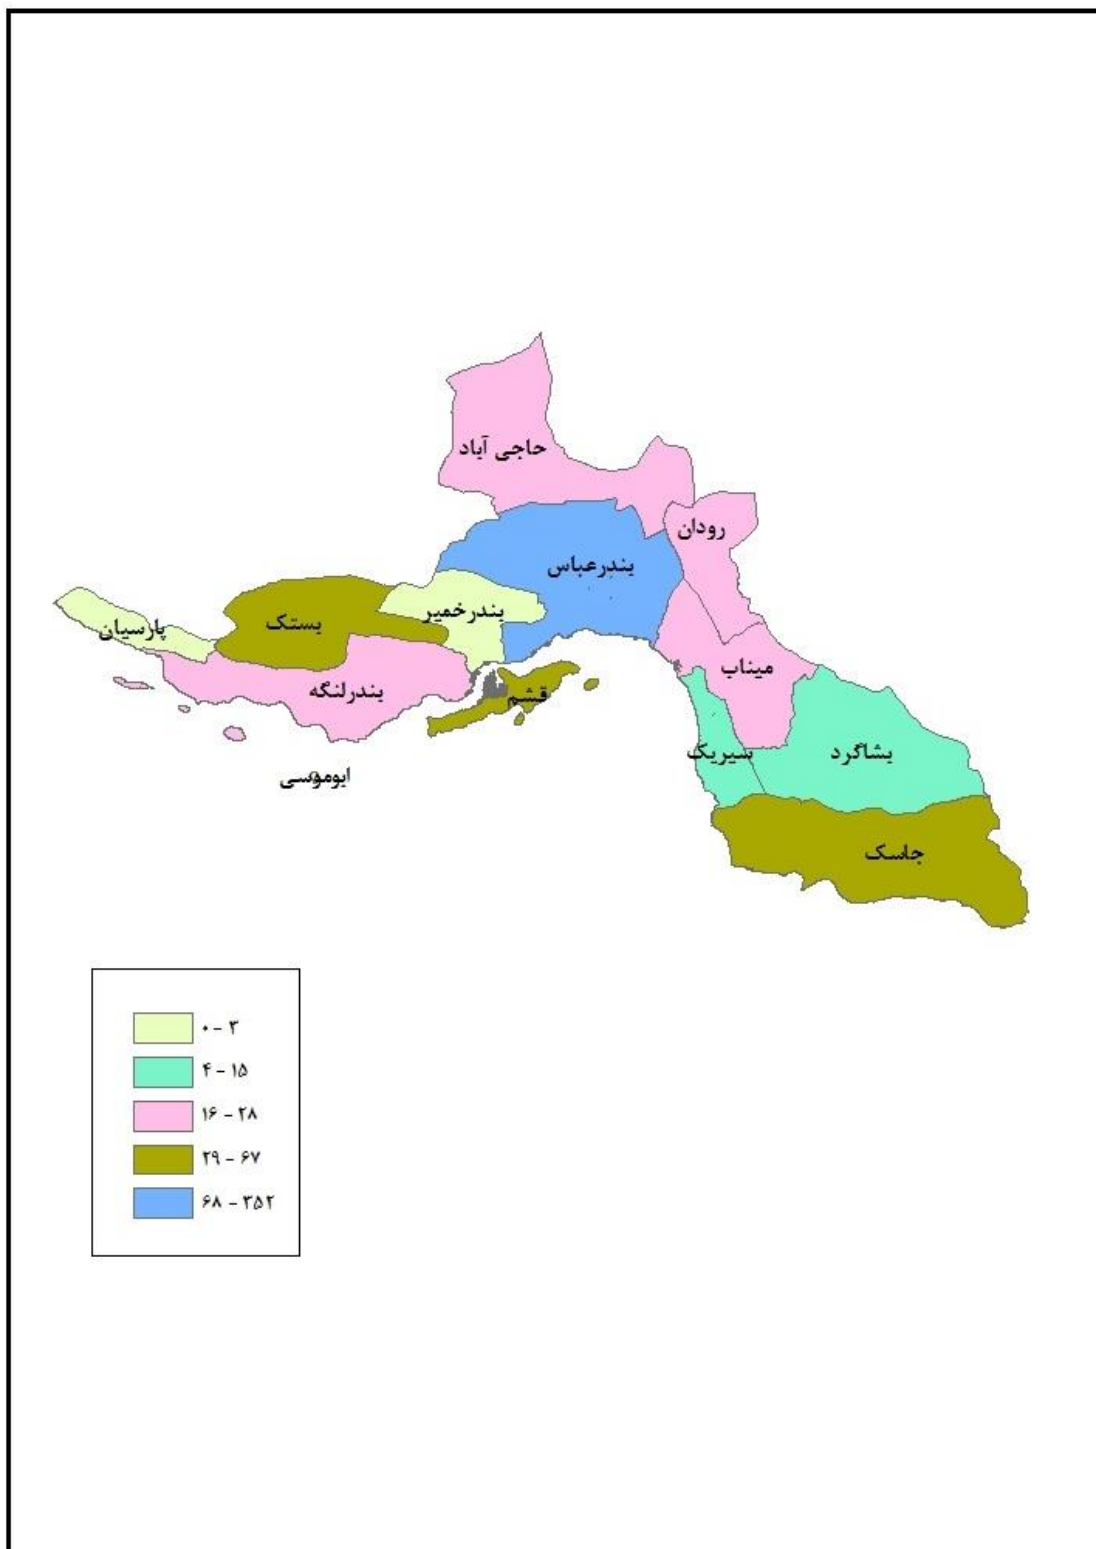 حاجی آباد
رودان
بندرعباس
بندرخمیر
بستک
پارسیان
میناب
بندرلنگه
قشم
سیریک
بشاگرد
ابوموسی
جاسک
۰ - ۳
۴ - ۱۵
۱۶ - ۲۸
۲۹ - ۶۷
۶۸ - ۳۵۲